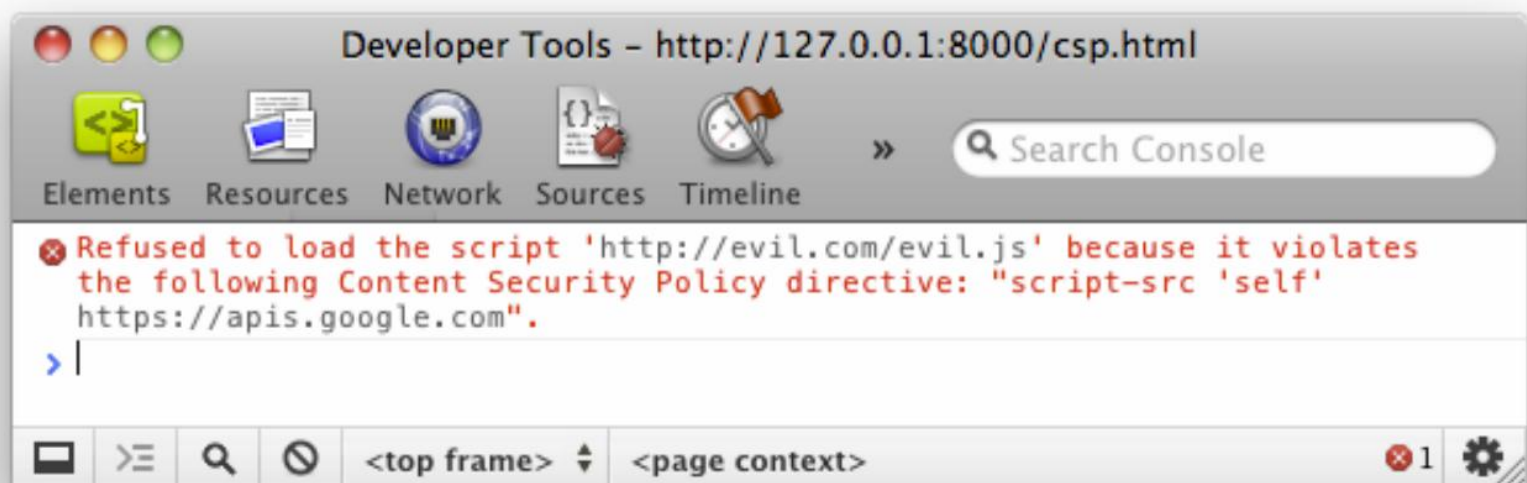 Developer Tools – http://127.0.0.1:8000/csp.html
» Search Console
Elements Resources Network Sources Timeline
Refused to load the script 'http://evil.com/evil.js' because it violates
the following Content Security Policy directive: "script-src 'self'
https://apis.google.com".
>
<top frame> <page context> 1